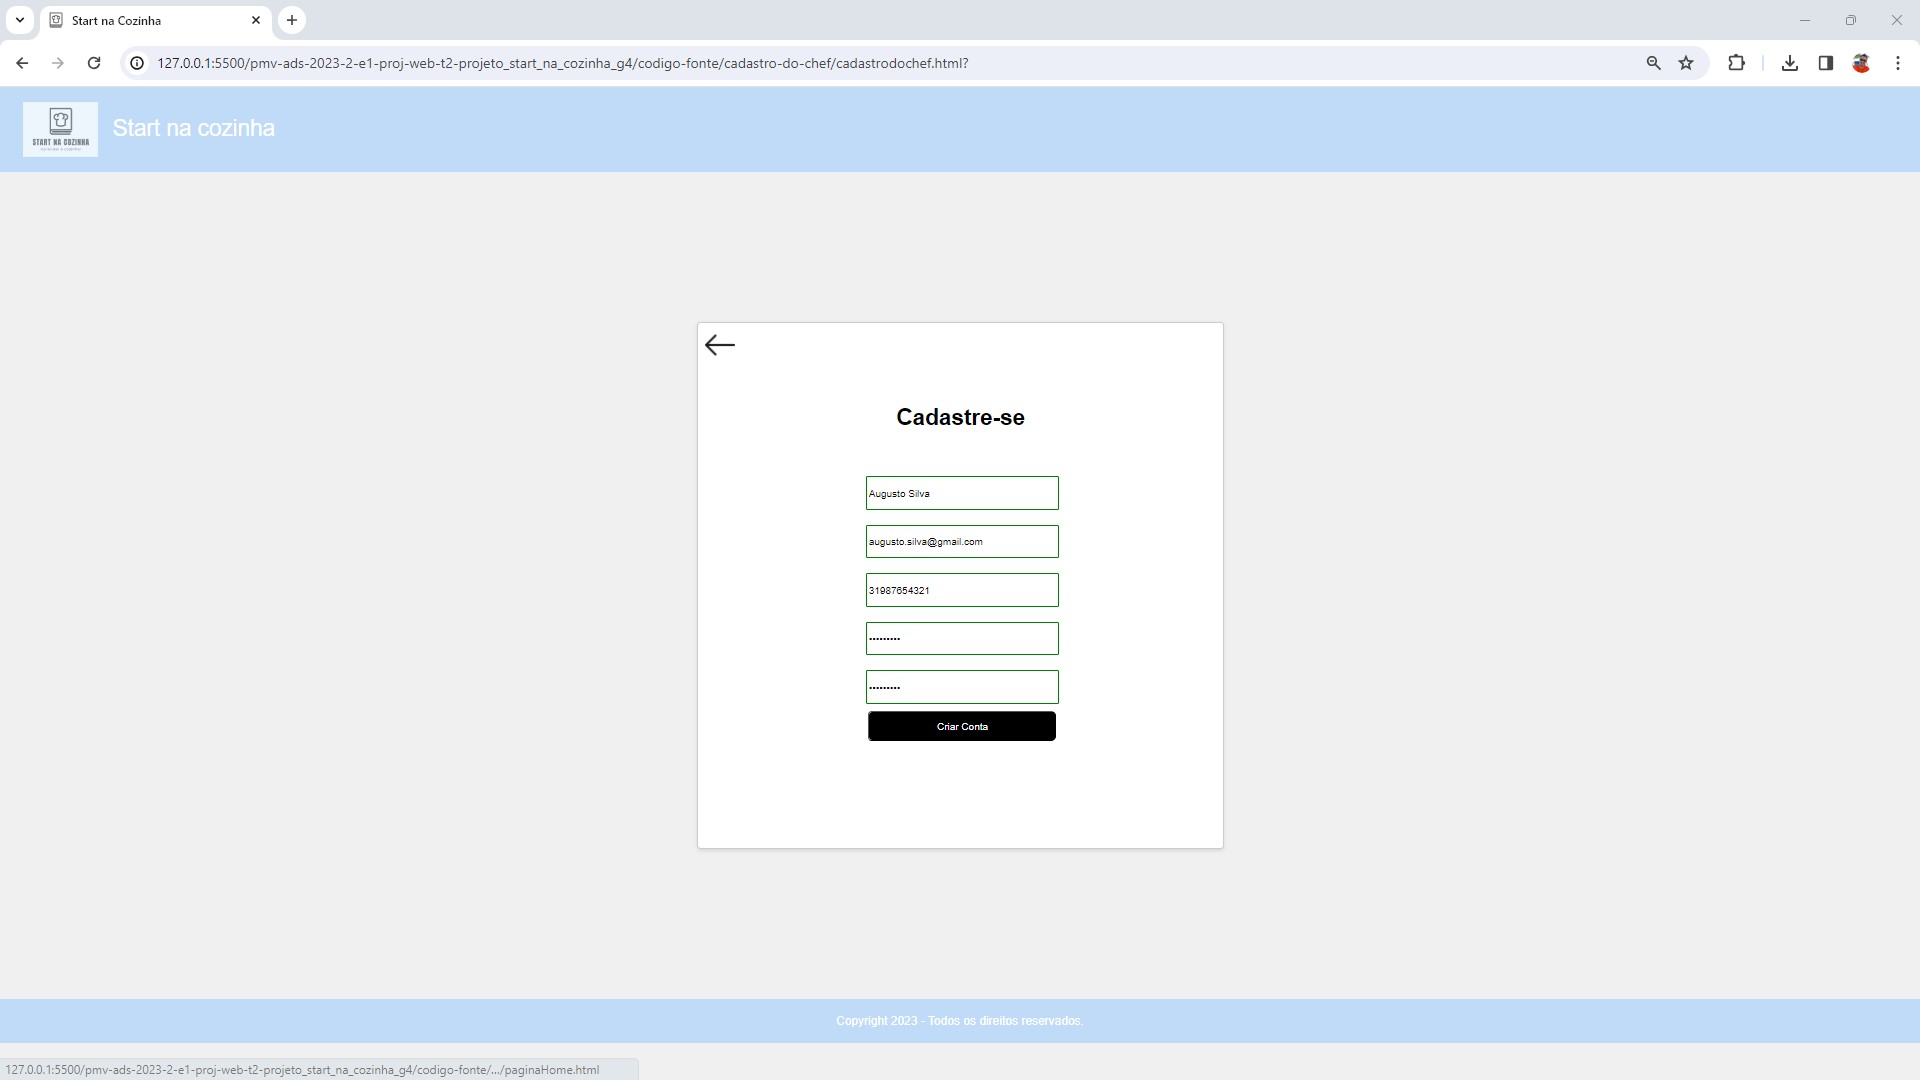 Start na Cozinha
127.0.0.1:5500/pmv-ads-2023-2-e1-proj-web-t2-projeto_start_na_cozinha_g4/codigo-fonte/cadastro-do-chef/cadastrodochef.html?
START NA COZINHA
Start na cozinha
Cadastre-se
Augusto Silva
augusto.silva@gmail.com
31987654321
•••••••••
•••••••••
Criar Conta
Copyright 2023 - Todos os direitos reservados.
127.0.0.1:5500/pmv-ads-2023-2-e1-proj-web-t2-projeto_start_na_cozinha_g4/codigo-fonte/.../paginaHome.html